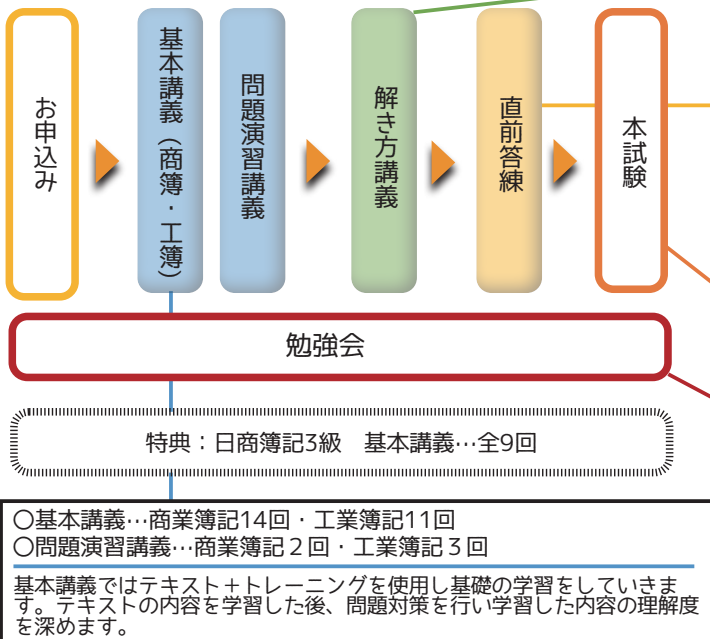 お申込み
基本講義（商簿・工簿）
問題演習講義
解き方講義
直前答練
本試験
勉強会
特典：日商簿記3級　基本講義…全9回
〇基本講義…商業簿記14回・工業簿記11回
〇問題演習講義…商業簿記２回・工業簿記３回
基本講義ではテキスト＋トレーニングを使用し基礎の学習をしていきま
す。テキストの内容を学習した後、問題対策を行い学習した内容の理解度
を深めます。